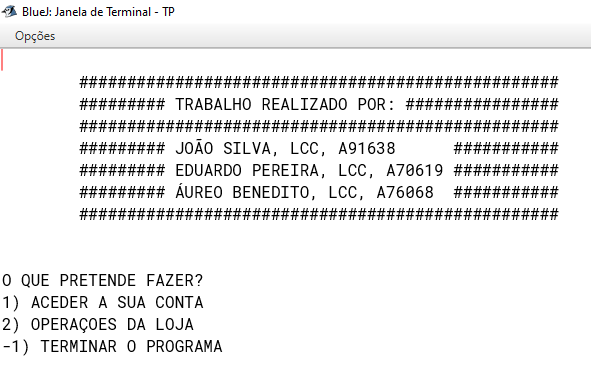 BlueJ: Janela de Terminal - TP
Opções
##################################################
######### TRABALHO REALIZADO POR: ################
##################################################
######### JOÃO SILVA, LCC, A91638      ###########
######### EDUARDO PEREIRA, LCC, A70619 ###########
######### ÁUREO BENEDITO, LCC, A76068  ###########
##################################################
O QUE PRETENDE FAZER?
1) ACEDER A SUA CONTA
2) OPERAÇOES DA LOJA
-1) TERMINAR O PROGRAMA